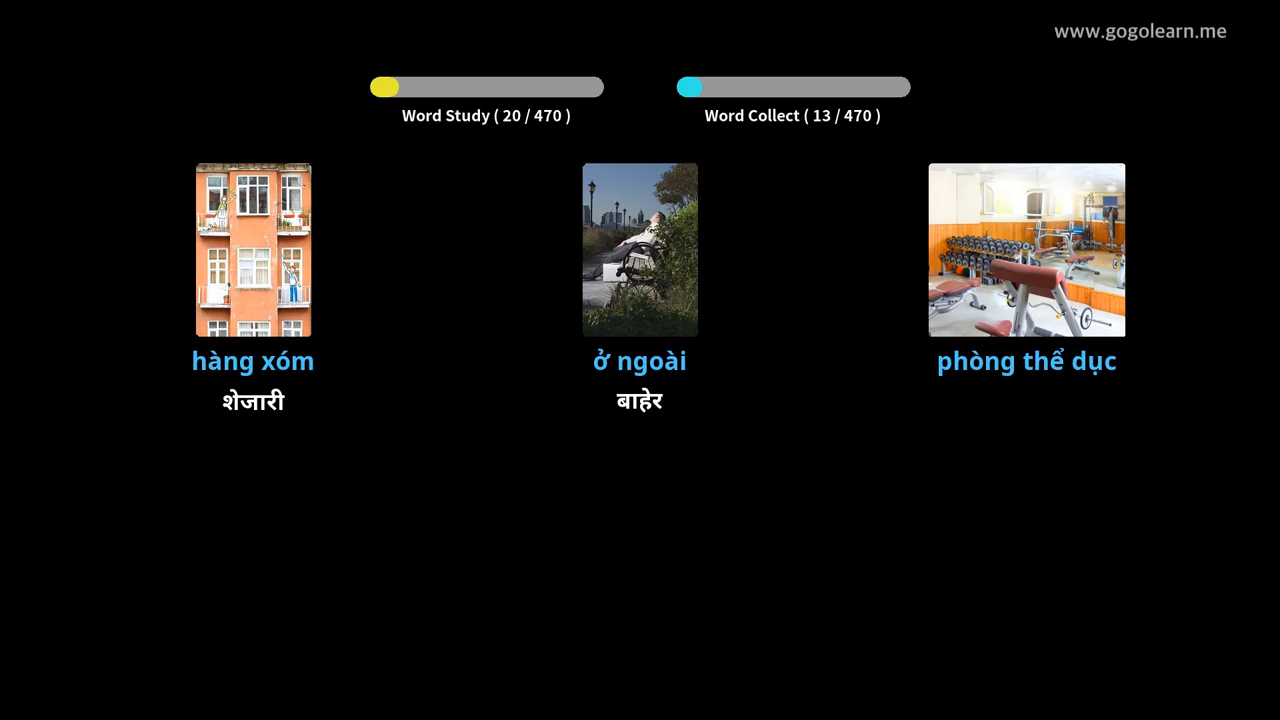 www.gogolearn.me
Word Study ( 20 / 470 )
Word Collect ( 13 / 470 )
hàng xóm
ở ngoài
phòng thể dục
शेजारी
बाहेर